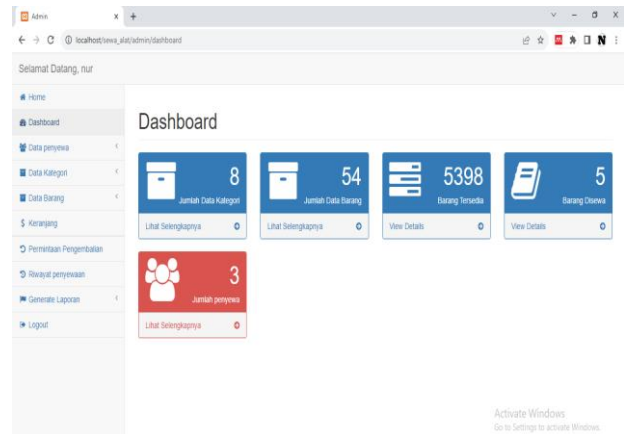 Admin
localhost/sewa_alat/admin/dashboard
Selamat Datang, nur
Home
Dashboard
Data penyewa
Data Kategori
Data Barang
$ Keranjang
Permintaan Pengembalian
Riwayat penyewaan
Generate Laporan
Logout
Dashboard
8
Jumlah Data Kategori
Lihat Selengkapnya
54
Jumlah Data Barang
Lihat Selengkapnya
5398
Barang Tersedia
View Details
5
Barang Disewa
View Details
3
Jumlah penyewa
Lihat Selengkapnya
Activate Windows
Go to Settings to activate Windows.